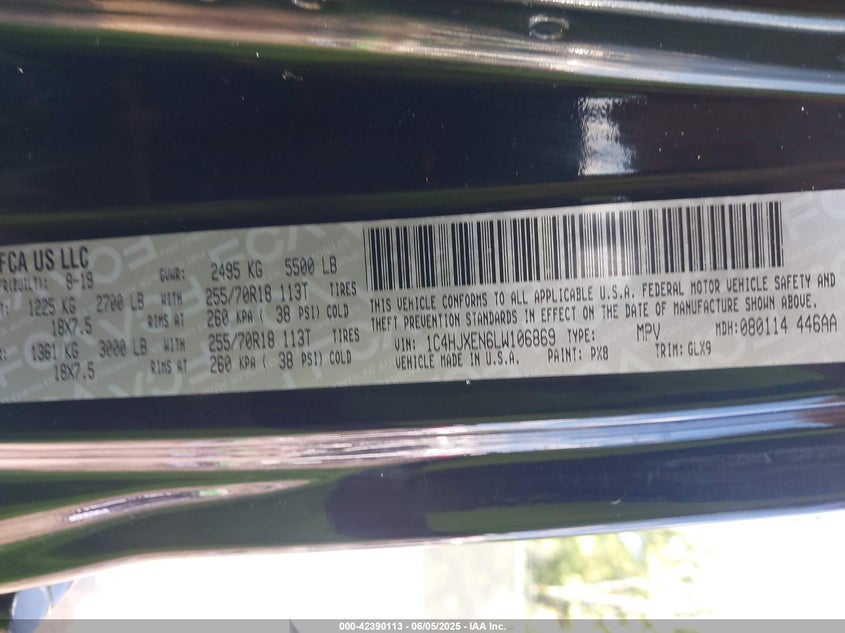 FCA US LLC
8-19
GVWR: 2495 KG 5500 LB
1225 KG 2700 LB WITH 255/70R18 113T TIRES
18X7.5 RIMS AT 260 KPA ( 38 PSI) COLD
1361 KG 3000 LB WITH 255/70R18 113T TIRES
18X7.5 RIMS AT 260 KPA ( 38 PSI) COLD
THIS VEHICLE CONFORMS TO ALL APPLICABLE U.S.A. FEDERAL MOTOR VEHICLE SAFETY AND
THEFT PREVENTION STANDARDS IN EFFECT ON THE DATE OF MANUFACTURE SHOWN ABOVE.
VIN: 1C4HJXEN6LW106869 TYPE: MPV MDH:080114 446AA
VEHICLE MADE IN U.S.A. PAINT: PX8 TRIM:GLX9
000-42390113 - 06/05/2025 - IAA Inc.